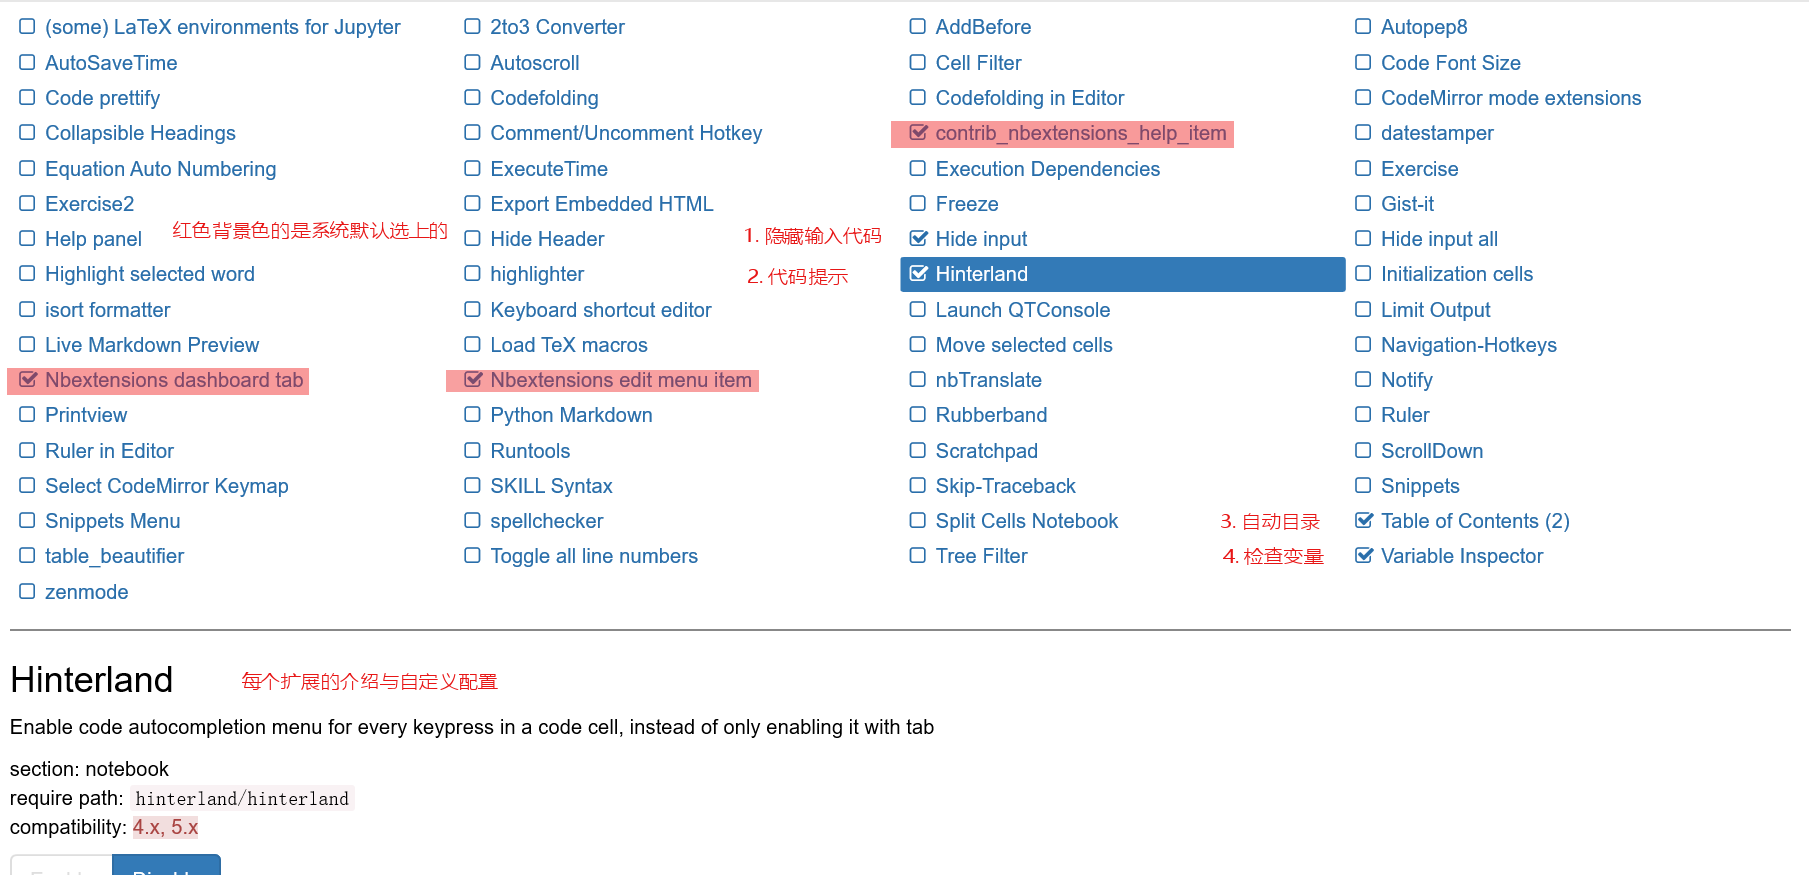 (some) LaTeX environments for Jupyter 2to3 Converter AddBefore Autopep8
AutoSaveTime Autoscroll Cell Filter Code Font Size
Code prettify Codefolding Codefolding in Editor CodeMirror mode extensions
Collapsible Headings Comment/Uncomment Hotkey contrib_nbextensions_help_item datestamper
Equation Auto Numbering ExecuteTime Execution Dependencies Exercise
Exercise2 Export Embedded HTML Freeze Gist-it
Help panel 红色背景色的是系统默认选上的 Hide Header 1. 隐藏输入代码 Hide input Hide input all
Highlight selected word highlighter 2. 代码提示 Hinterland Initialization cells
isort formatter Keyboard shortcut editor Launch QTConsole Limit Output
Live Markdown Preview Load TeX macros Move selected cells Navigation-Hotkeys
Nbextensions dashboard tab Nbextensions edit menu item nbTranslate Notify
Printview Python Markdown Rubberband Ruler
Ruler in Editor Runtools Scratchpad ScrollDown
Select CodeMirror Keymap SKILL Syntax Skip-Traceback Snippets
Snippets Menu spellchecker Split Cells Notebook 3. 自动目录 Table of Contents (2)
table_beautifier Toggle all line numbers Tree Filter 4. 检查变量 Variable Inspector
zenmode
Hinterland 每个扩展的介绍与自定义配置
Enable code autocompletion menu for every keypress in a code cell, instead of only enabling it with tab
section: notebook
require path: hinterland/hinterland
compatibility: 4.x, 5.x